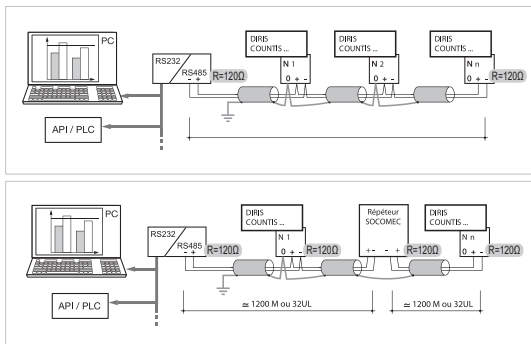 PC
RS232
RS485
- +
R=120Ω
API / PLC
DIRIS
COUNTIS ...
N 1
0 + -
DIRIS
COUNTIS ...
N 2
0 + -
DIRIS
COUNTIS ...
N n
0 + -
R=120Ω
PC
RS232
RS485
- +
R=120Ω
API / PLC
DIRIS
COUNTIS ...
N 1
0 + -
R=120Ω
Répéteur
SOCOMEC
+ - - +
R=120Ω
DIRIS
COUNTIS ...
N n
0 + -
R=120Ω
≃ 1200 M ou 32UL
≃ 1200 M ou 32UL